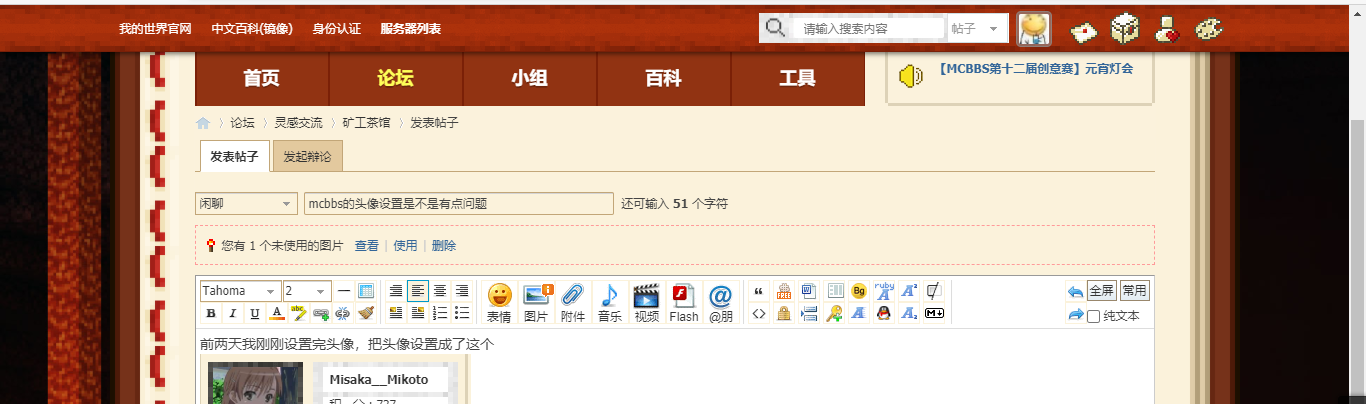 我的世界官网 中文百科(镜像) 身份认证 服务器列表 请输入搜索内容 帖子
首页 论坛 小组 百科 工具 【MCBBS第十二届创意赛】元宵灯会
论坛 灵感交流 矿工茶馆 发表帖子
发表帖子 发起辩论
闲聊 mcbbs的头像设置是不是有点问题 还可输入 51 个字符
您有 1 个未使用的图片 查看 | 使用 | 删除
Tahoma 2 全屏 常用
B I U A 表情 图片 附件 音乐 视频 Flash @朋 纯文本
前两天我刚刚设置完头像，把头像设置成了这个
Misaka__Mikoto